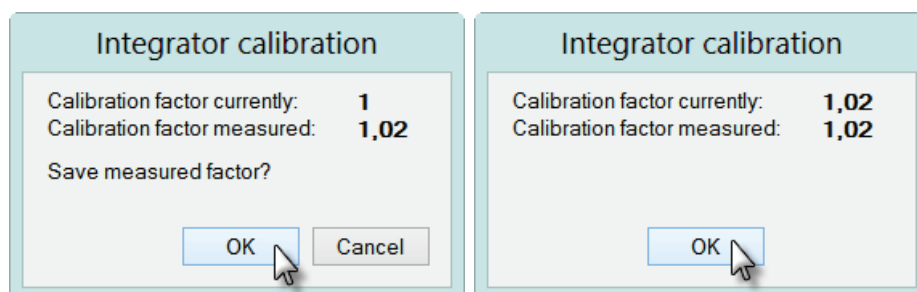 Integrator calibration
Calibration factor currently: 1
Calibration factor measured: 1,02
Save measured factor?
OK Cancel
Integrator calibration
Calibration factor currently: 1,02
Calibration factor measured: 1,02
OK